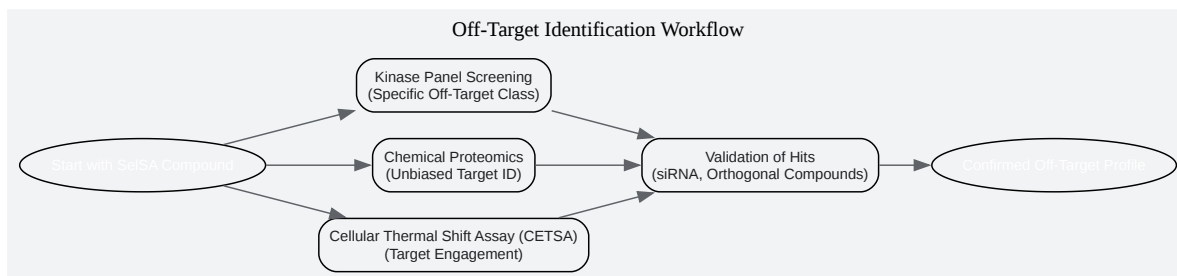 Off-Target Identification Workflow
Kinase Panel Screening
(Specific Off-Target Class)
Start with SelSA Compound
Chemical Proteomics
(Unbiased Target ID)
Validation of Hits
(siRNA, Orthogonal Compounds)
Confirmed Off-Target Profile
Cellular Thermal Shift Assay (CETSA)
(Target Engagement)